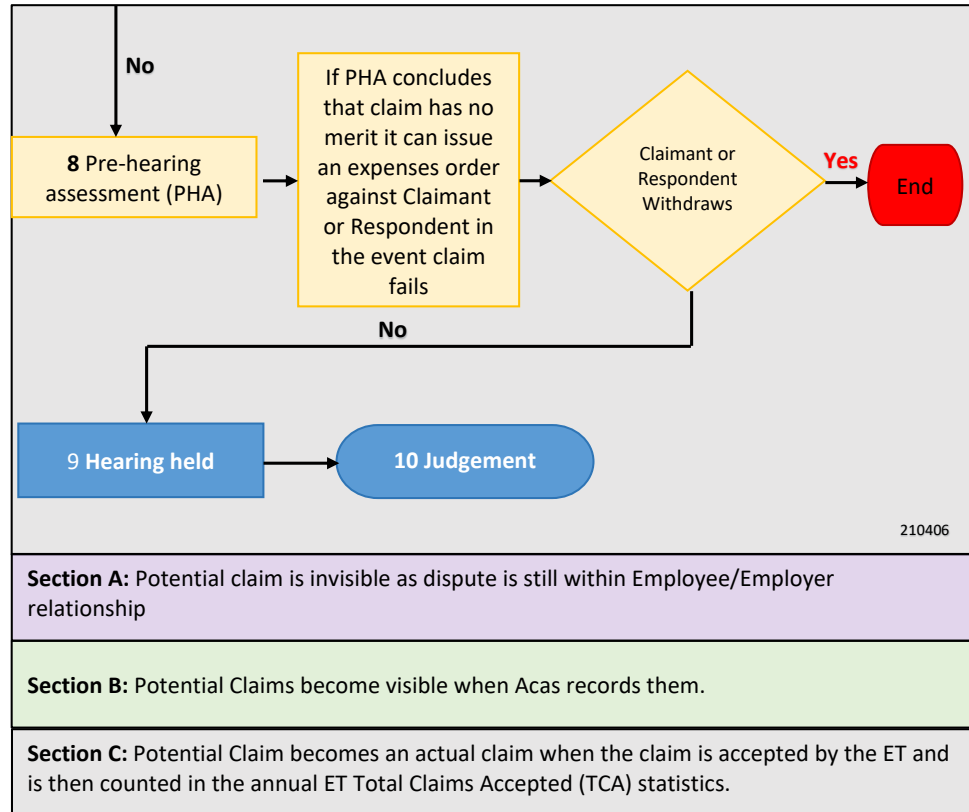 No
8 Pre-hearing
assessment (PHA)
If PHA concludes
that claim has no
merit it can issue
an expenses order
against Claimant
or Respondent in
the event claim
fails
Claimant or
Respondent
Withdraws
Yes
End
No
9 Hearing held
10 Judgement
210406
Section A: Potential claim is invisible as dispute is still within Employee/Employer
relationship
Section B: Potential Claims become visible when Acas records them.
Section C: Potential Claim becomes an actual claim when the claim is accepted by the ET and
is then counted in the annual ET Total Claims Accepted (TCA) statistics.